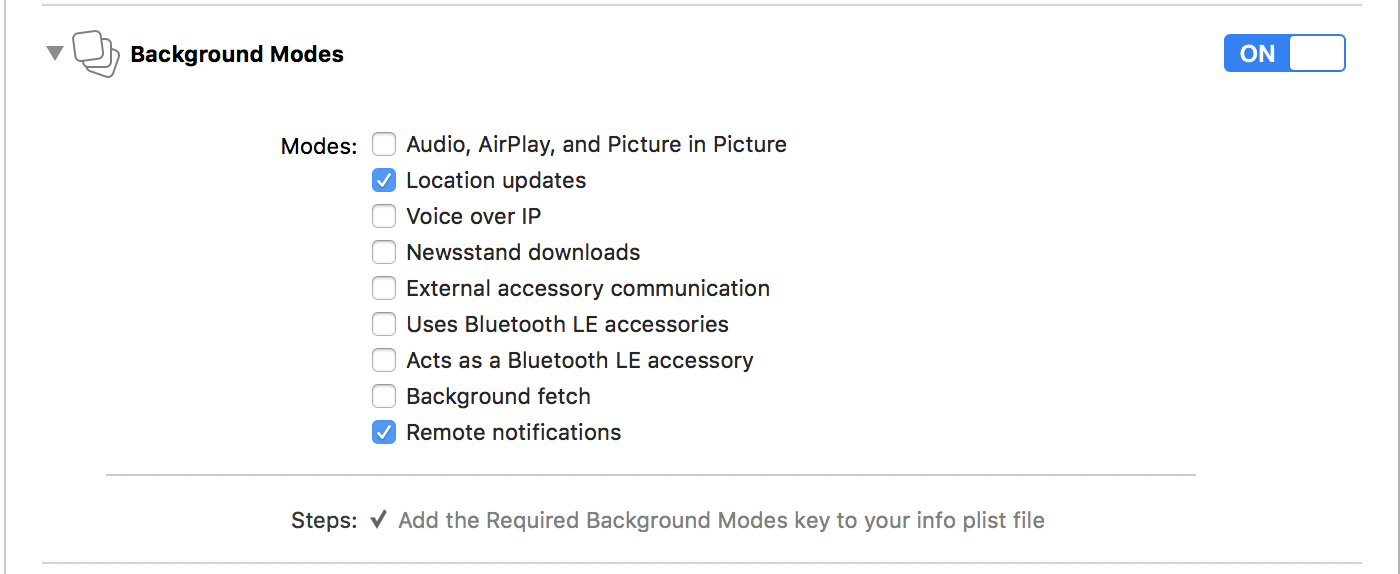 Background Modes ON
Modes: Audio, AirPlay, and Picture in Picture
Location updates
Voice over IP
Newsstand downloads
External accessory communication
Uses Bluetooth LE accessories
Acts as a Bluetooth LE accessory
Background fetch
Remote notifications
Steps: ✓ Add the Required Background Modes key to your info plist file